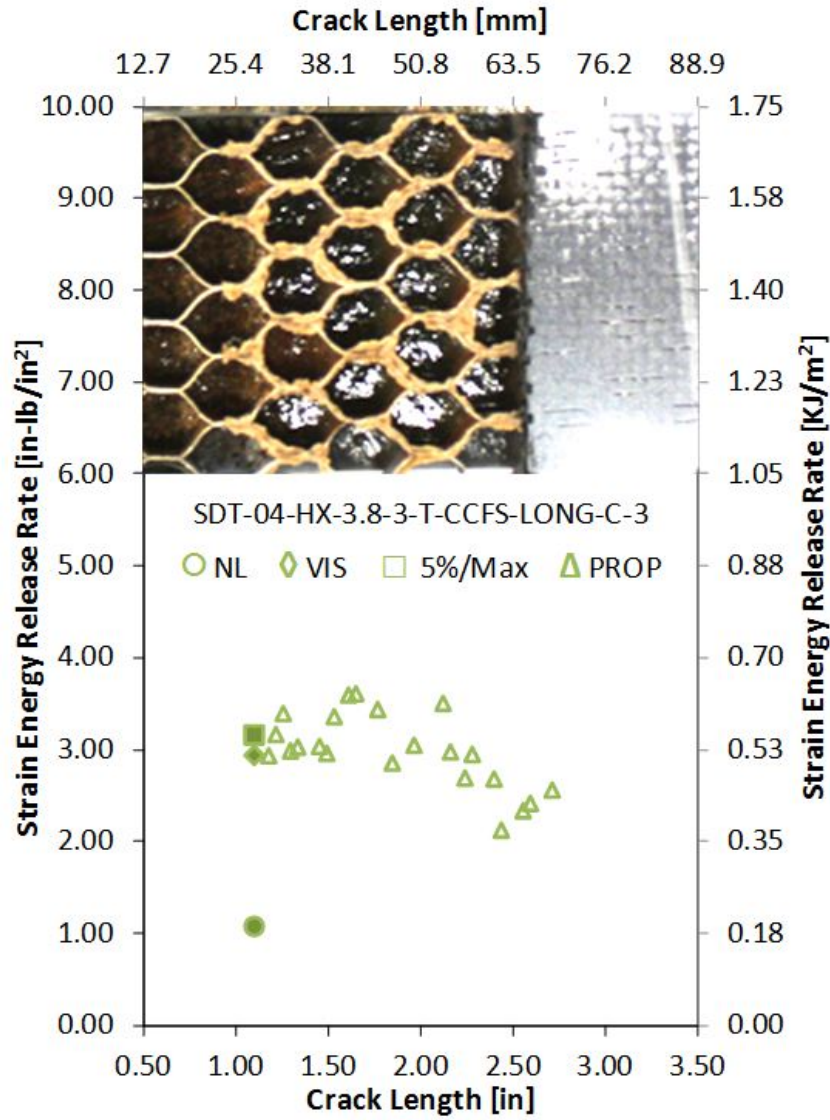 Crack Length [mm]
12.7 25.4 38.1 50.8 63.5 76.2 88.9
10.00 1.75
9.00 1.58
8.00 1.40
7.00 1.23
6.00 1.05
SDT-04-HX-3.8-3-T-CCFS-LONG-C-3
NL VIS 5%/Max PROP
5.00 0.88
4.00 0.70
3.00 0.53
2.00 0.35
1.00 0.18
0.00 0.00
Strain Energy Release Rate [in-lb/in²]
Strain Energy Release Rate [KJ/m²]
0.50 1.00 1.50 2.00 2.50 3.00 3.50
Crack Length [in]